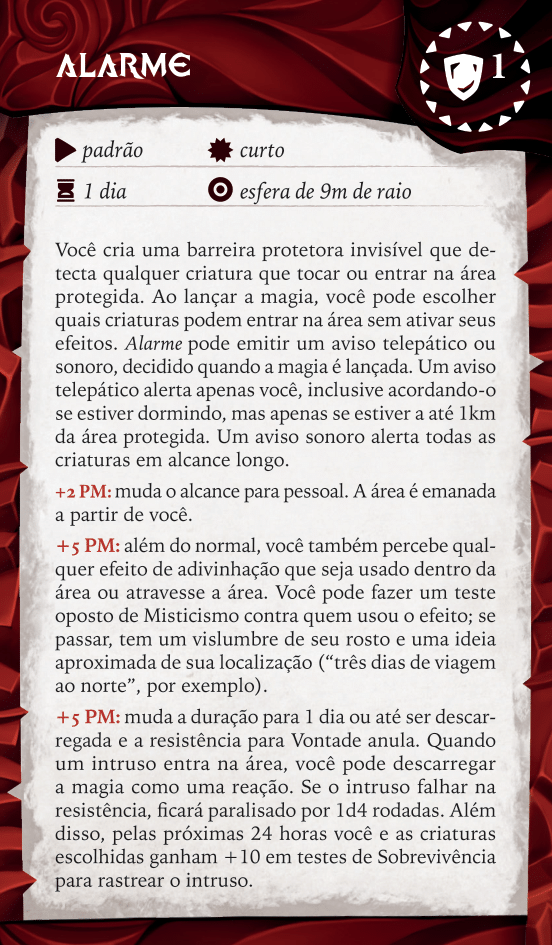 ALARME
1
padrão
curto
1 dia
esfera de 9m de raio
Você cria uma barreira protetora invisível que de-
tecta qualquer criatura que tocar ou entrar na área
protegida. Ao lançar a magia, você pode escolher
quais criaturas podem entrar na área sem ativar seus
efeitos. Alarme pode emitir um aviso telepático ou
sonoro, decidido quando a magia é lançada. Um aviso
telepático alerta apenas você, inclusive acordando-o
se estiver dormindo, mas apenas se estiver a até 1km
da área protegida. Um aviso sonoro alerta todas as
criaturas em alcance longo.
+2 PM: muda o alcance para pessoal. A área é emanada
a partir de você.
+5 PM: além do normal, você também percebe qual-
quer efeito de adivinhação que seja usado dentro da
área ou atravesse a área. Você pode fazer um teste
oposto de Misticismo contra quem usou o efeito; se
passar, tem um vislumbre de seu rosto e uma ideia
aproximada de sua localização (“três dias de viagem
ao norte”, por exemplo).
+5 PM: muda a duração para 1 dia ou até ser descar-
regada e a resistência para Vontade anula. Quando
um intruso entra na área, você pode descarregar
a magia como uma reação. Se o intruso falhar na
resistência, ficará paralisado por 1d4 rodadas. Além
disso, pelas próximas 24 horas você e as criaturas
escolhidas ganham +10 em testes de Sobrevivência
para rastrear o intruso.